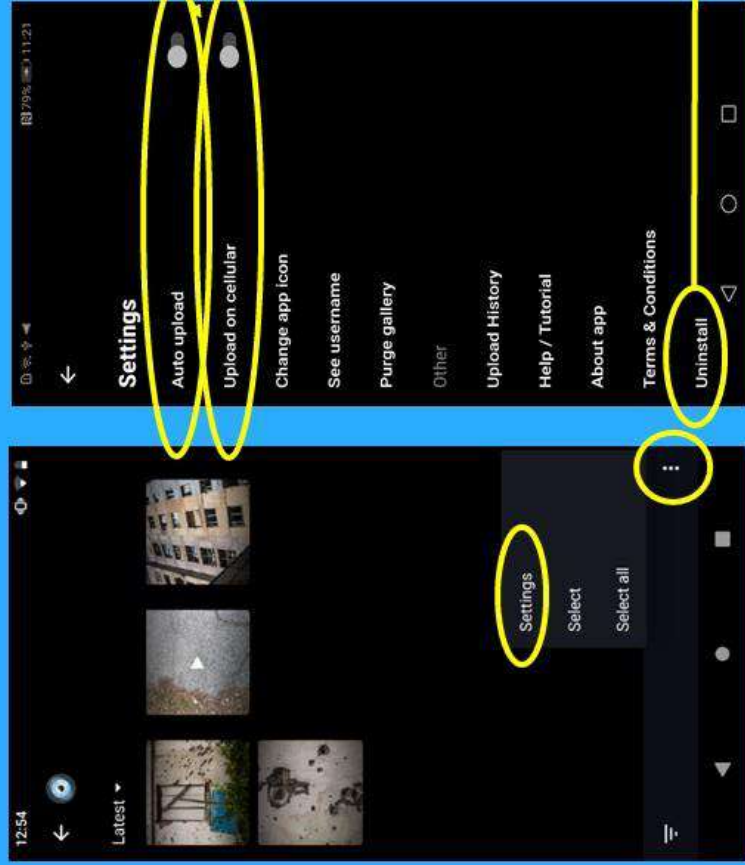 12:54
Latest
Settings
Select
Select all
79% 11:21
Settings
Auto upload
Upload on cellular
Change app icon
See username
Purge gallery
Other
Upload History
Help / Tutorial
About app
Terms & Conditions
Uninstall